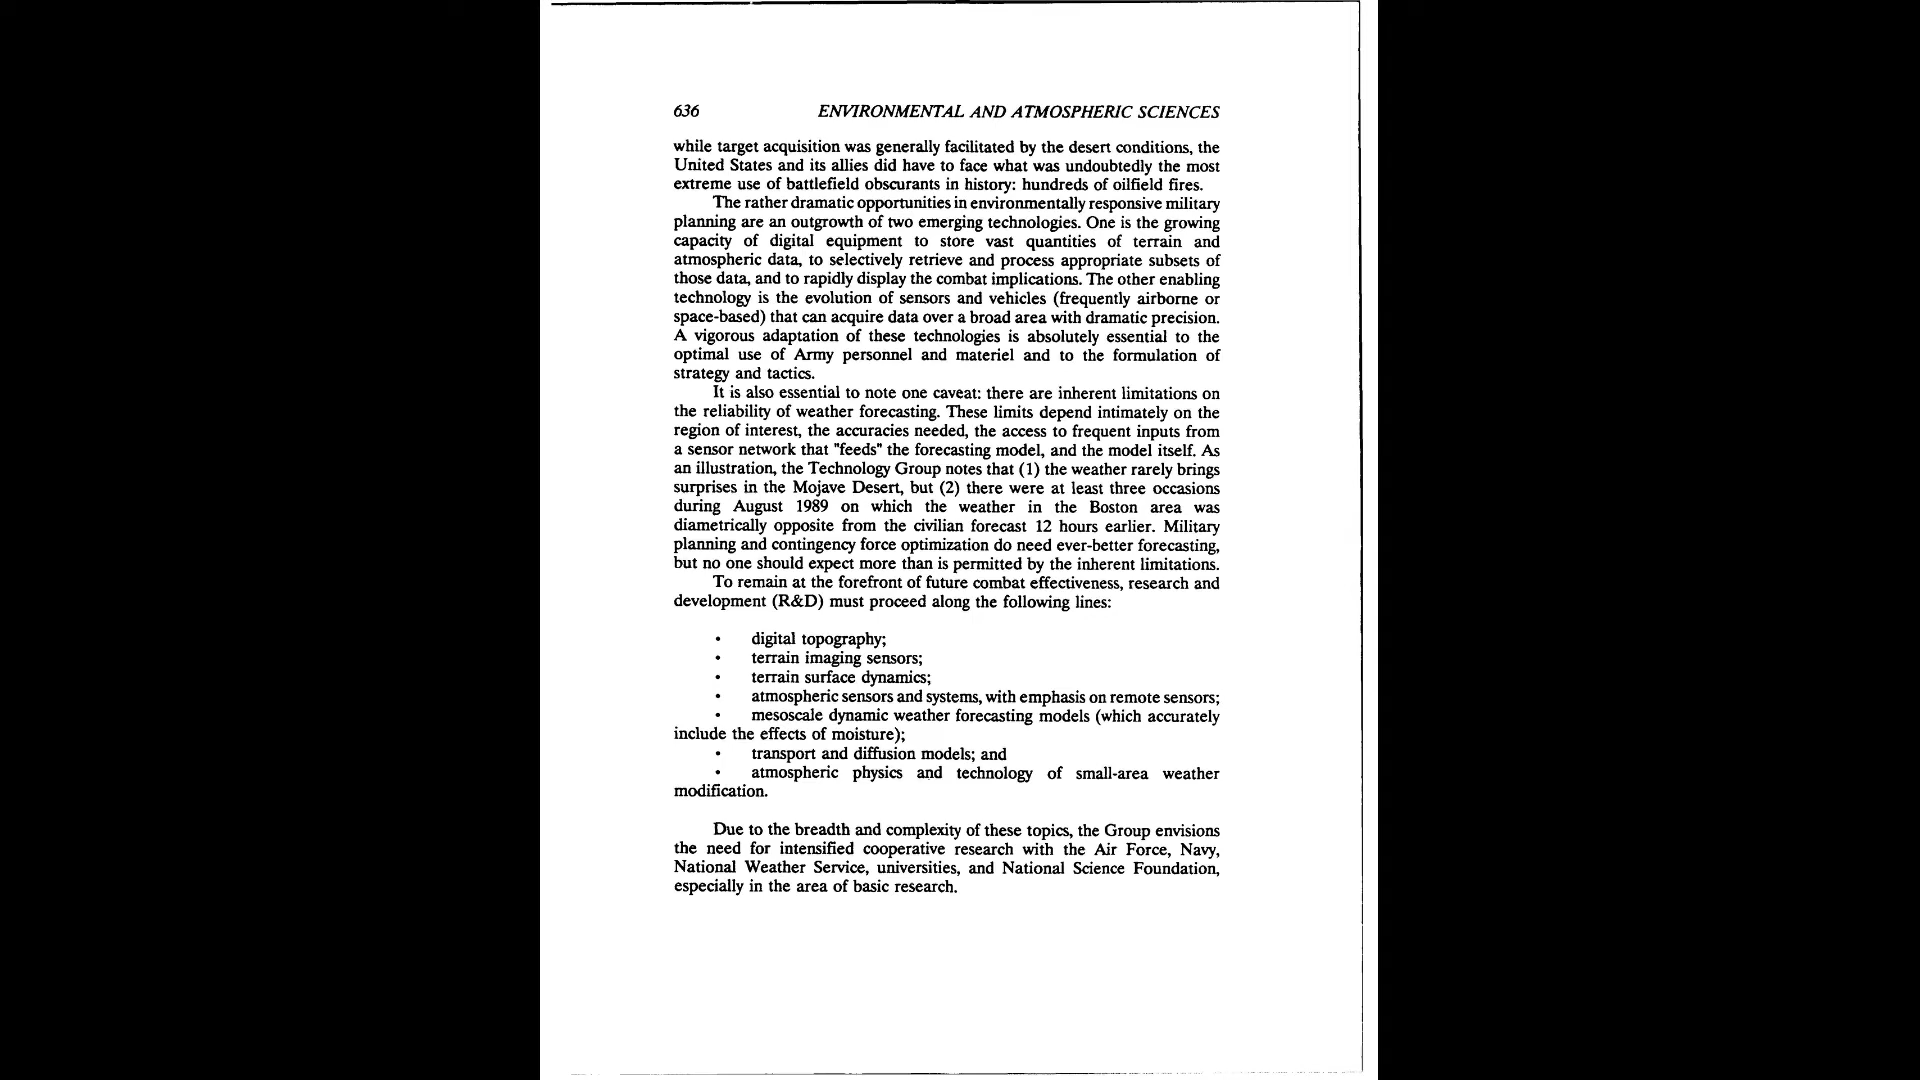 636 ENVIRONMENTAL AND ATMOSPHERIC SCIENCES
while target acquisition was generally facilitated by the desert conditions, the
United States and its allies did have to face what was undoubtedly the most
extreme use of battlefield obscurants in history: hundreds of oilfield fires.
The rather dramatic opportunities in environmentally responsive military
planning are an outgrowth of two emerging technologies. One is the growing
capacity of digital equipment to store vast quantities of terrain and
atmospheric data, to selectively retrieve and process appropriate subsets of
those data, and to rapidly display the combat implications. The other enabling
technology is the evolution of sensors and vehicles (frequently airborne or
space-based) that can acquire data over a broad area with dramatic precision.
A vigorous adaptation of these technologies is absolutely essential to the
optimal use of Army personnel and materiel and to the formulation of
strategy and tactics.
It is also essential to note one caveat: there are inherent limitations on
the reliability of weather forecasting. These limits depend intimately on the
region of interest, the accuracies needed, the access to frequent inputs from
a sensor network that "feeds" the forecasting model, and the model itself. As
an illustration, the Technology Group notes that (1) the weather rarely brings
surprises in the Mojave Desert, but (2) there were at least three occasions
during August 1989 on which the weather in the Boston area was
diametrically opposite from the civilian forecast 12 hours earlier. Military
planning and contingency force optimization do need ever-better forecasting,
but no one should expect more than is permitted by the inherent limitations.
To remain at the forefront of future combat effectiveness, research and
development (R&D) must proceed along the following lines:
• digital topography;
• terrain imaging sensors;
• terrain surface dynamics;
• atmospheric sensors and systems, with emphasis on remote sensors;
• mesoscale dynamic weather forecasting models (which accurately
include the effects of moisture);
• transport and diffusion models; and
• atmospheric physics and technology of small-area weather
modification.
Due to the breadth and complexity of these topics, the Group envisions
the need for intensified cooperative research with the Air Force, Navy,
National Weather Service, universities, and National Science Foundation,
especially in the area of basic research.